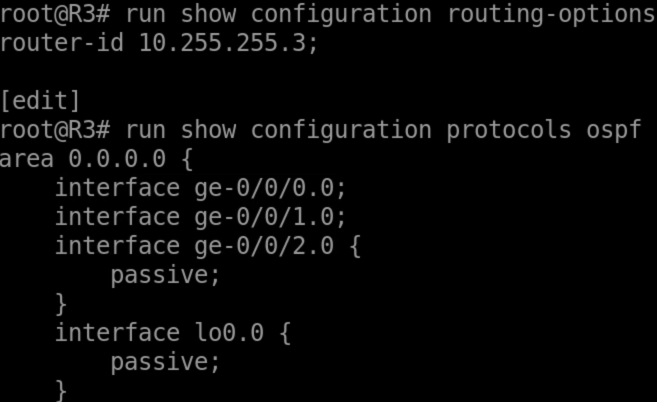 root@R3# run show configuration routing-options
router-id 10.255.255.3;
[edit]
root@R3# run show configuration protocols ospf
area 0.0.0.0 {
    interface ge-0/0/0.0;
    interface ge-0/0/1.0;
    interface ge-0/0/2.0 {
        passive;
    }
    interface lo0.0 {
        passive;
    }